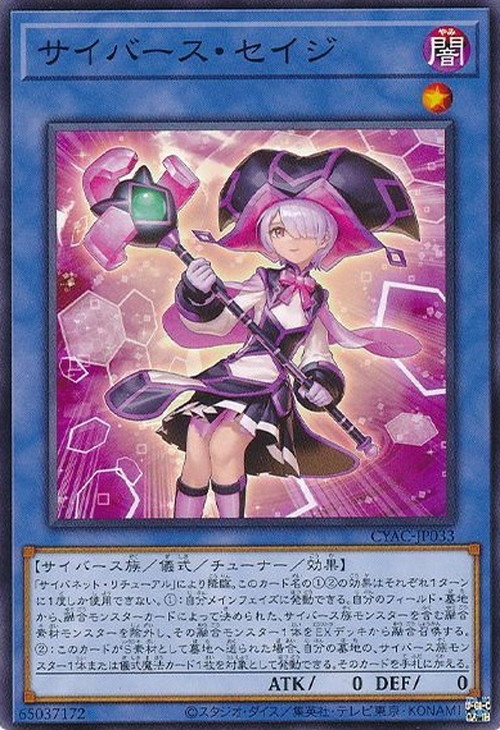 サイバース・セイジ
闇
CYAC-JP033
【サイバース族/儀式/チューナー/効果】
「サイバネット・リチューアル」により降臨。このカード名の①②の効果はそれぞれ1ターン
に1度しか使用できない。①：自分メインフェイズに発動できる。自分のフィールド・墓地
から、融合モンスターカードによって決められた、サイバース族モンスターを含む融合
素材モンスターを除外し、その融合モンスター1体をEXデッキから融合召喚する。
②：このカードがS素材として墓地へ送られた場合、自分の墓地の、サイバース族モン
スター1体または儀式魔法カード1枚を対象として発動できる。そのカードを手札に加える。
ATK/ 0 DEF/ 0
65037172
©スタジオ・ダイス/集英社・テレビ東京・KONAMI